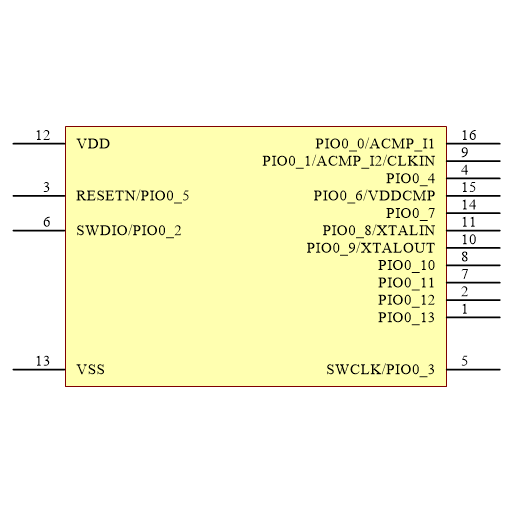 12 VDD PIO0_0/ACMP_I1 16
PIO0_1/ACMP_I2/CLKIN 9
PIO0_4 4
3 RESETN/PIO0_5 PIO0_6/VDDCMP 15
PIO0_7 14
6 SWDIO/PIO0_2 PIO0_8/XTALIN 11
PIO0_9/XTALOUT 10
PIO0_10 8
PIO0_11 7
PIO0_12 2
PIO0_13 1
13 VSS SWCLK/PIO0_3 5